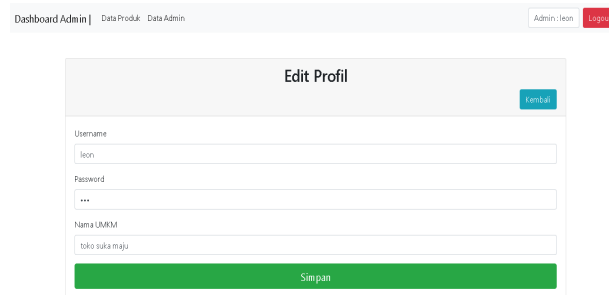 Dashboard Admin | Data Produk Data Admin Admin : leon Logou
Edit Profil
Kembali
Username
leon
Password
•••
Nama UMKM
toko suka maju
Simpan